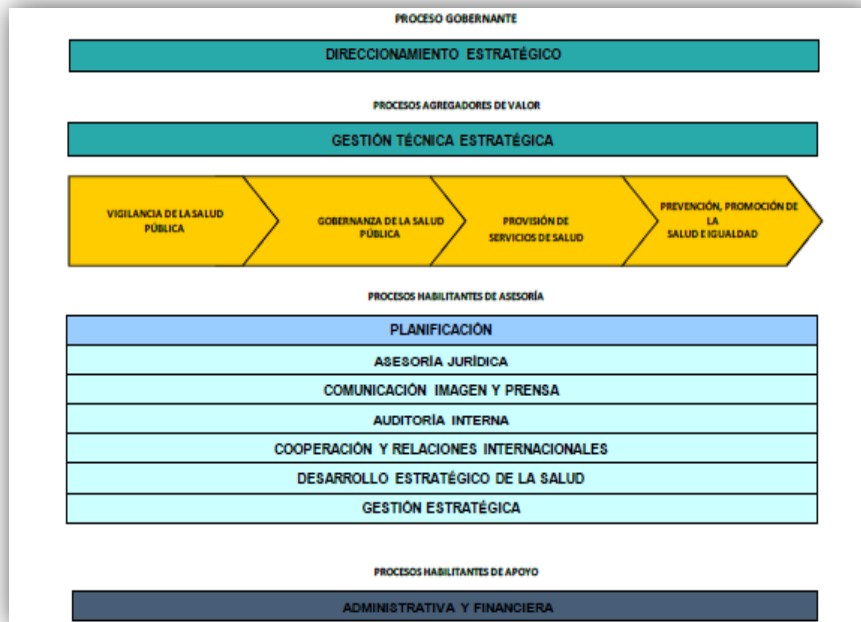 PROCESO GOBERNANTE
DIRECCIONAMIENTO ESTRATÉGICO
PROCESOS AGREGADORES DE VALOR
GESTIÓN TÉCNICA ESTRATÉGICA
VIGILANCIA DE LA SALUD
PÚBLICA
GOBERNANZA DE LA SALUD
PÚBLICA
PROVISIÓN DE
SERVICIOS DE SALUD
PREVENCIÓN, PROMOCIÓN DE
LA
SALUD E IGUALDAD
PROCESOS HABILITANTES DE ASESORÍA
PLANIFICACIÓN
ASESORÍA JURÍDICA
COMUNICACIÓN IMAGEN Y PRENSA
AUDITORÍA INTERNA
COOPERACIÓN Y RELACIONES INTERNACIONALES
DESARROLLO ESTRATÉGICO DE LA SALUD
GESTIÓN ESTRATÉGICA
PROCESOS HABILITANTES DE APOYO
ADMINISTRATIVA Y FINANCIERA